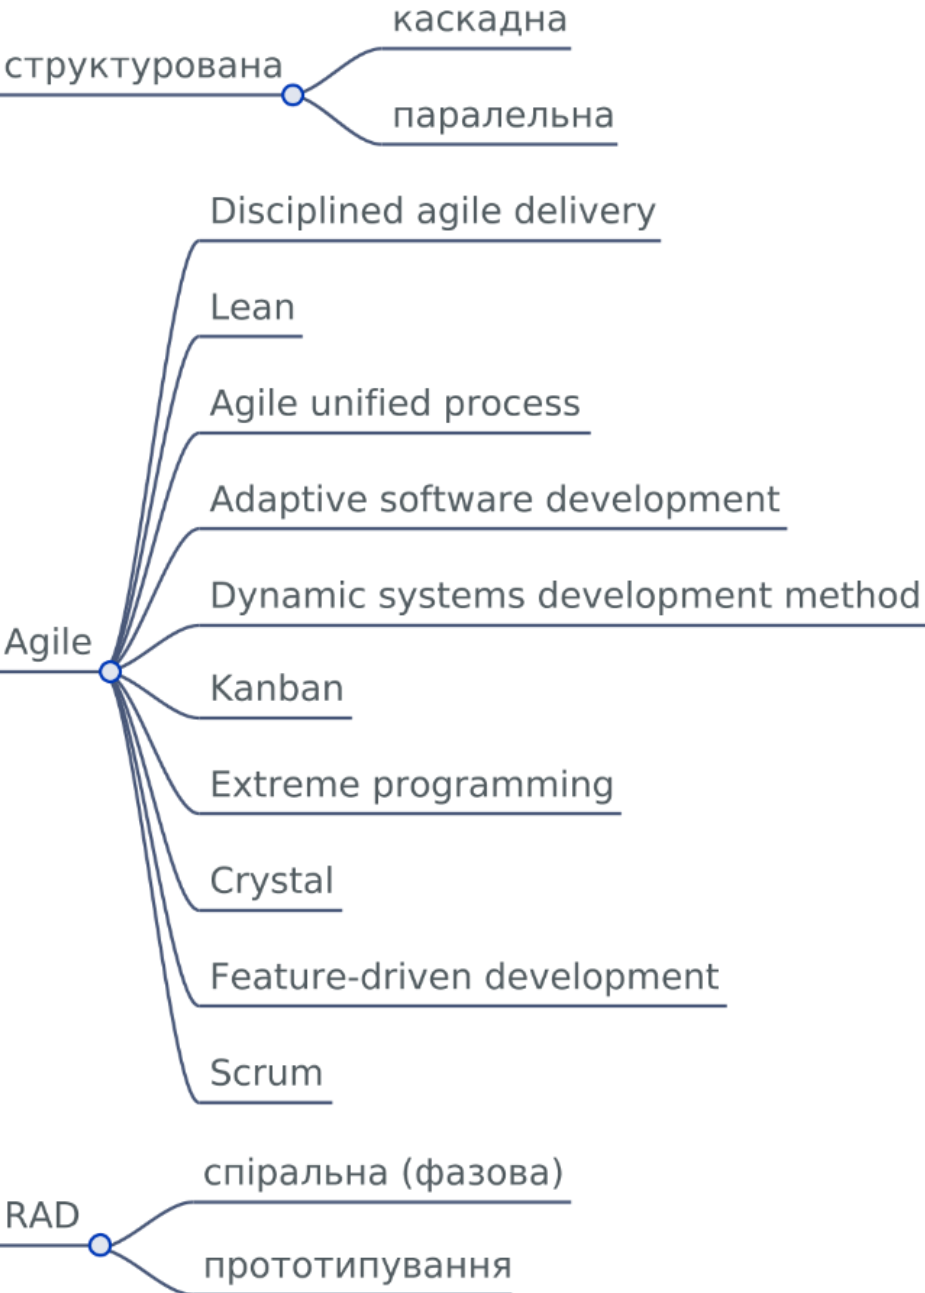 каскадна
структурована
паралельна
Disciplined agile delivery
Lean
Agile unified process
Adaptive software development
Dynamic systems development method
Agile
Kanban
Extreme programming
Crystal
Feature-driven development
Scrum
спіральна (фазова)
RAD
прототипування